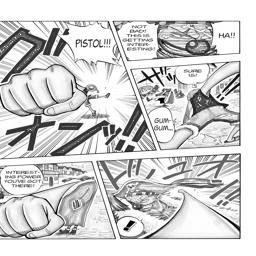 HA!!
NOT
BAD!!
THIS IS
GETTING
INTER-
ESTING!
SURE
IS!
GUM-
GUM...
PISTOL!!!
!
INTEREST-
ING POWER
YOU'VE GOT
THERE!